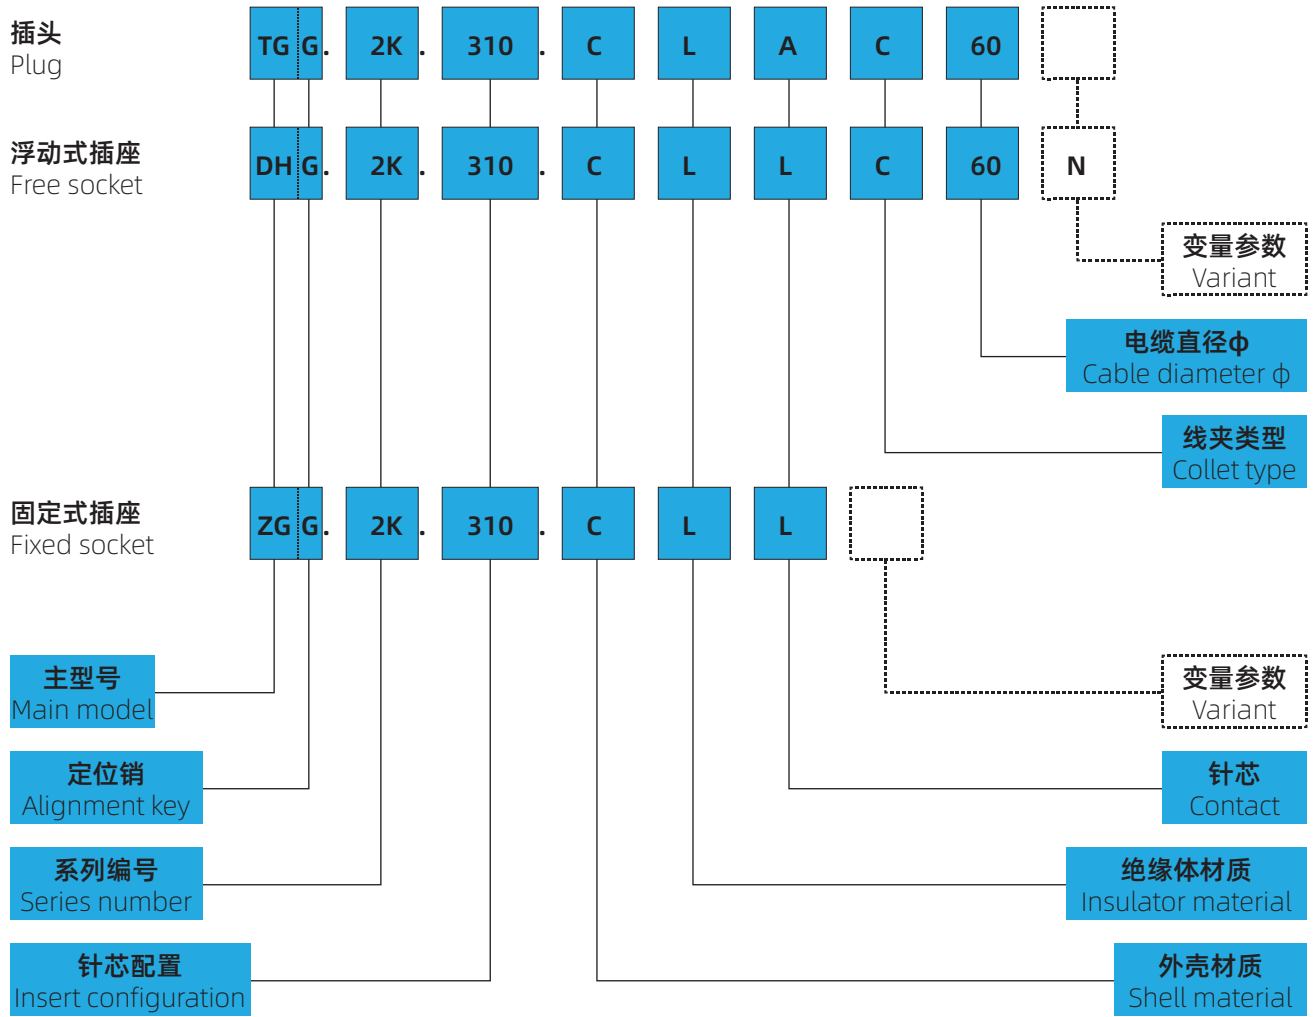 插头
Plug
TG G. 2K. 310. C L A C 60
浮动式插座
Free socket
DH G. 2K. 310. C L L C 60 N
变量参数
Variant
电缆直径φ
Cable diameter φ
线夹类型
Collet type
固定式插座
Fixed socket
ZG G. 2K. 310. C L L
主型号
Main model
变量参数
Variant
定位销
Alignment key
针芯
Contact
系列编号
Series number
绝缘体材质
Insulator material
针芯配置
Insert configuration
外壳材质
Shell material